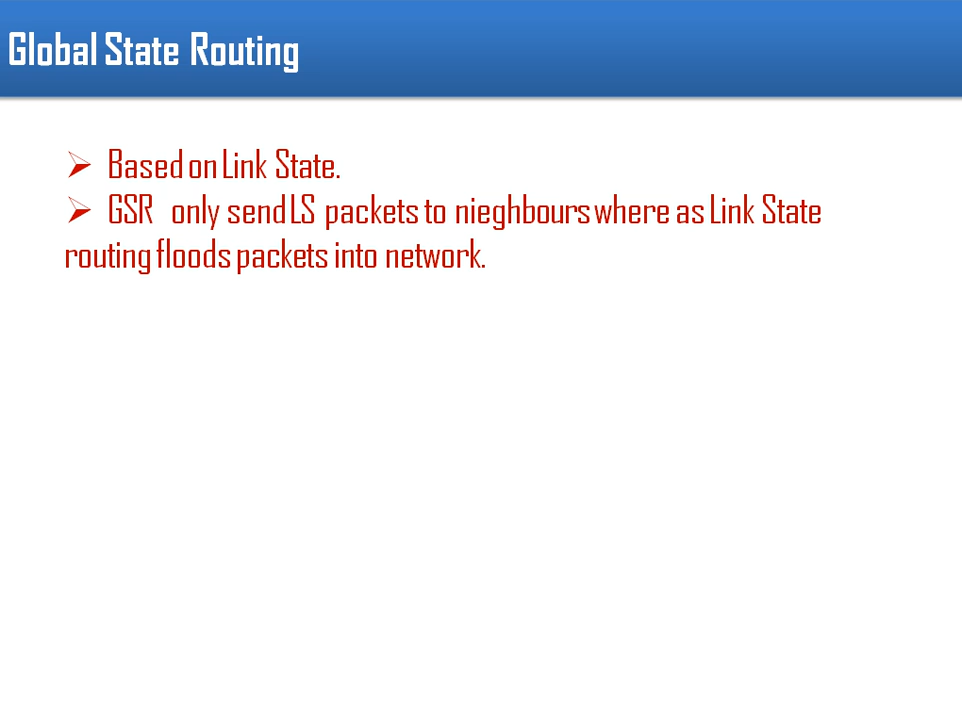 Global State Routing
➢ Based on Link State.
➢ GSR only send LS packets to nieghbours where as Link State
routing floods packets into network.